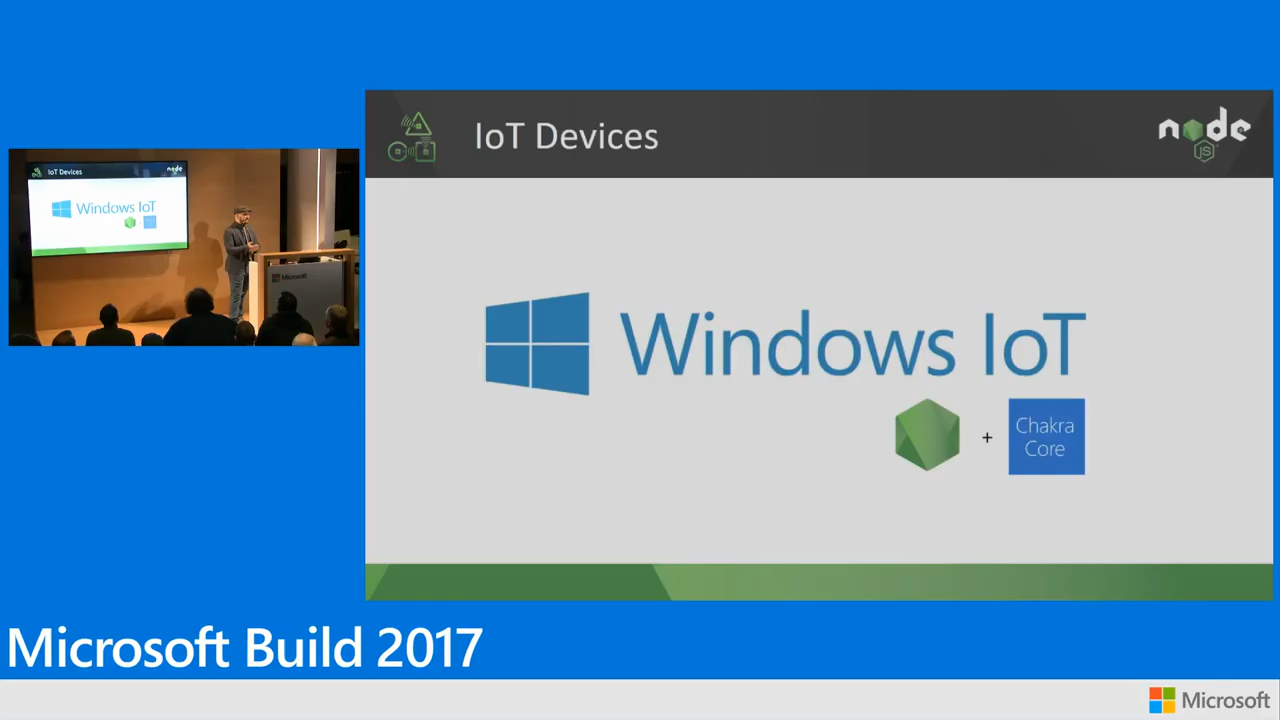 IoT Devices
node
JS
Windows IoT
+
Chakra
Core
IoT Devices
node
Windows IoT
Microsoft
Microsoft Build 2017
Microsoft